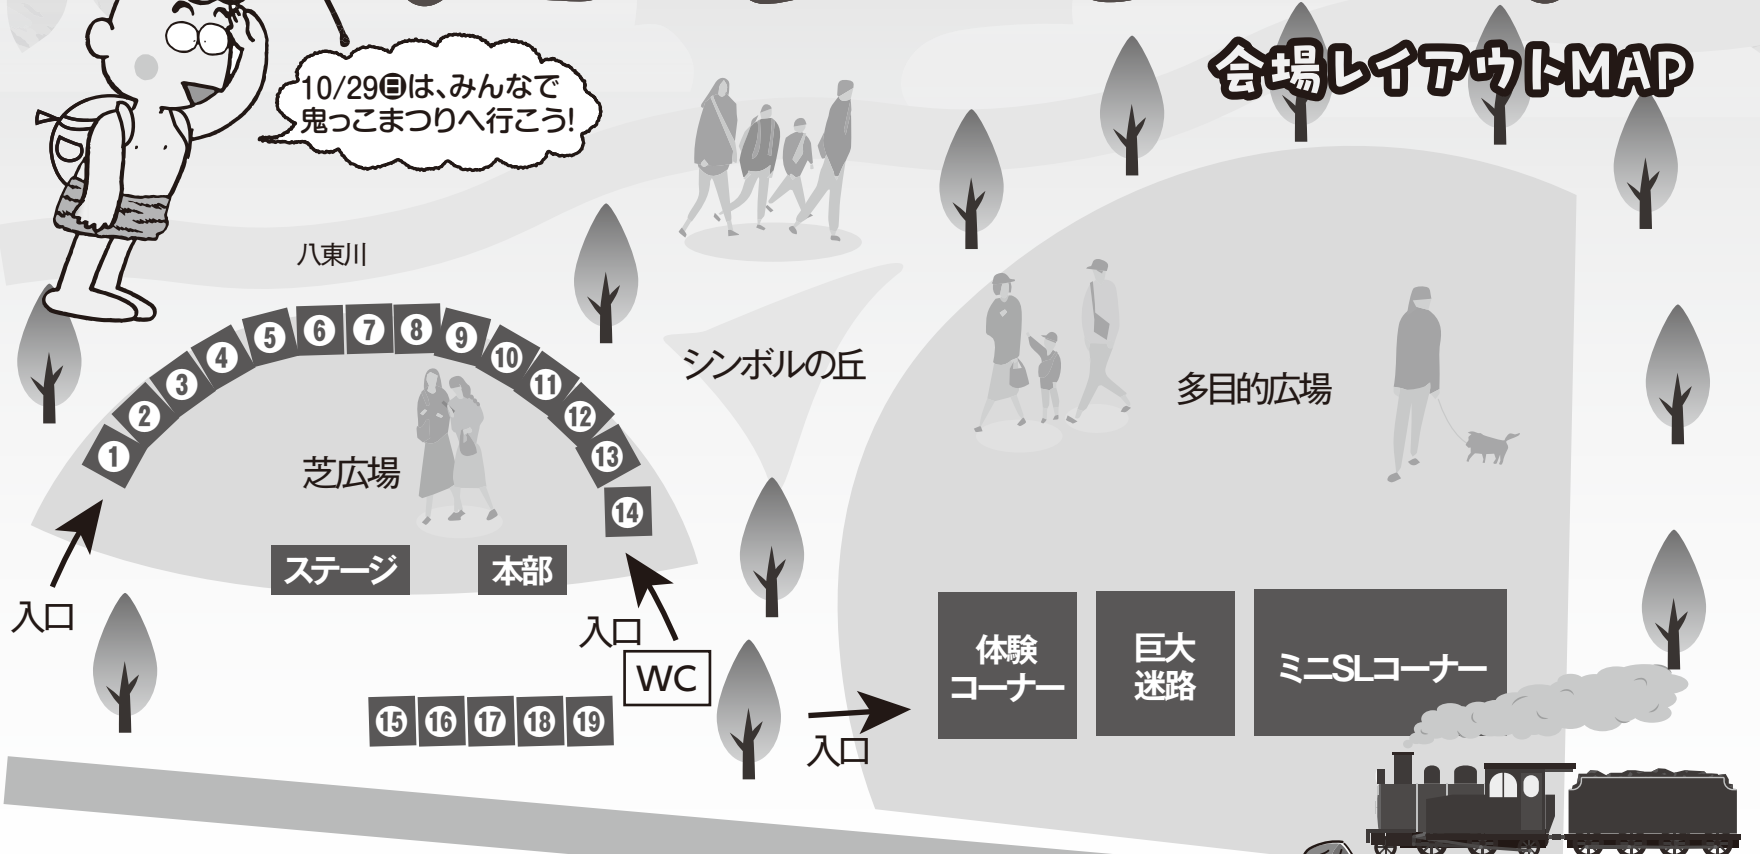 会場レイアウトMAP
10/29㊐は、みんなで
鬼っこまつりへ行こう!
八東川
シンボルの丘
多目的広場
芝広場
①
②
③
④
⑤
⑥
⑦
⑧
⑨
⑩
⑪
⑫
⑬
⑭
ステージ
本部
入口
入口
WC
⑮
⑯
⑰
⑱
⑲
入口
体験
コーナー
巨大
迷路
ミニSLコーナー